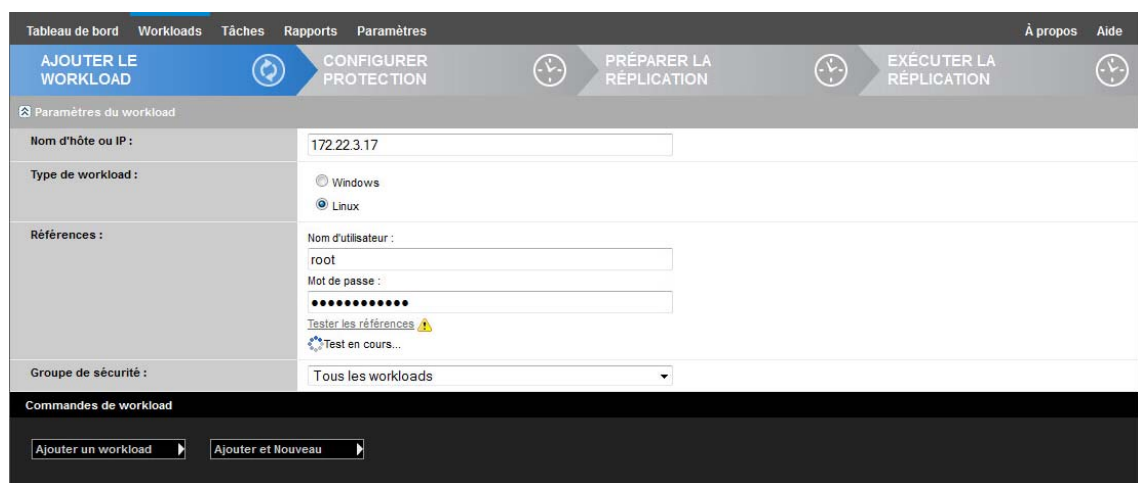 Tableau de bord Workloads Tâches Rapports Paramètres À propos Aide
AJOUTER LE WORKLOAD
CONFIGURER PROTECTION
PRÉPARER LA RÉPLICATION
EXÉCUTER LA RÉPLICATION
Paramètres du workload
Nom d'hôte ou IP : 172.22.3.17
Type de workload : Windows
Linux
Références : Nom d'utilisateur :
root
Mot de passe :
••••••••••••
Tester les références
Test en cours...
Groupe de sécurité : Tous les workloads
Commandes de workload
Ajouter un workload Ajouter et Nouveau